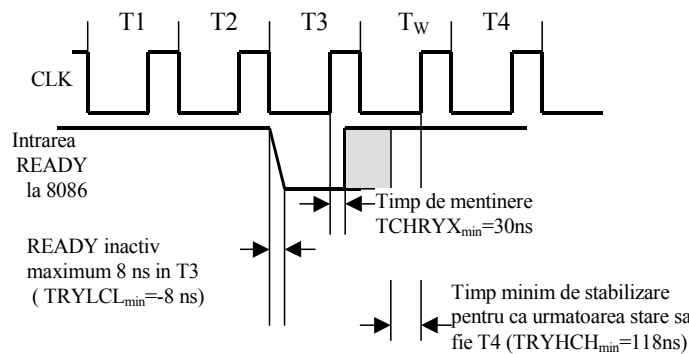 T1 T2 T3 TW T4
CLK
Intrarea
READY
la 8086
Timp de mentinere
TCHRYXmin=30ns
READY inactiv
maximum 8 ns in T3
( TRYLCLmin=-8 ns)
Timp minim de stabilizare
pentru ca urmatoarea stare sa
fie T4 (TRYHCHmin=118ns)